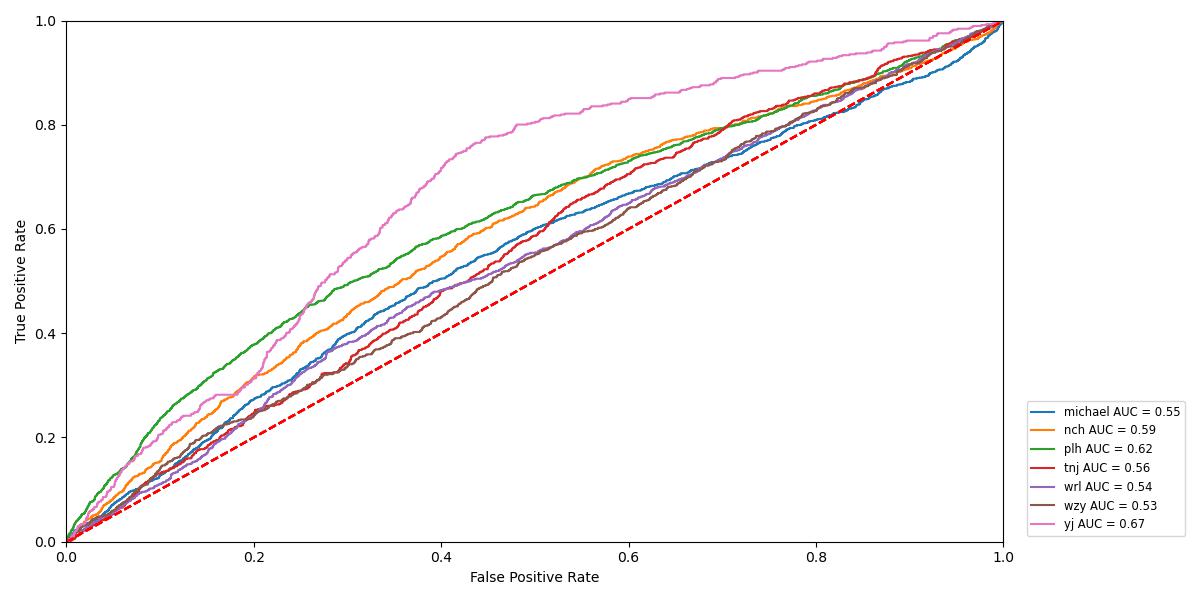 1.0
0.8
0.6
0.4
0.2
0.0
True Positive Rate
0.0 0.2 0.4 0.6 0.8 1.0
False Positive Rate
michael AUC = 0.55
nch AUC = 0.59
plh AUC = 0.62
tnj AUC = 0.56
wrl AUC = 0.54
wzy AUC = 0.53
yj AUC = 0.67